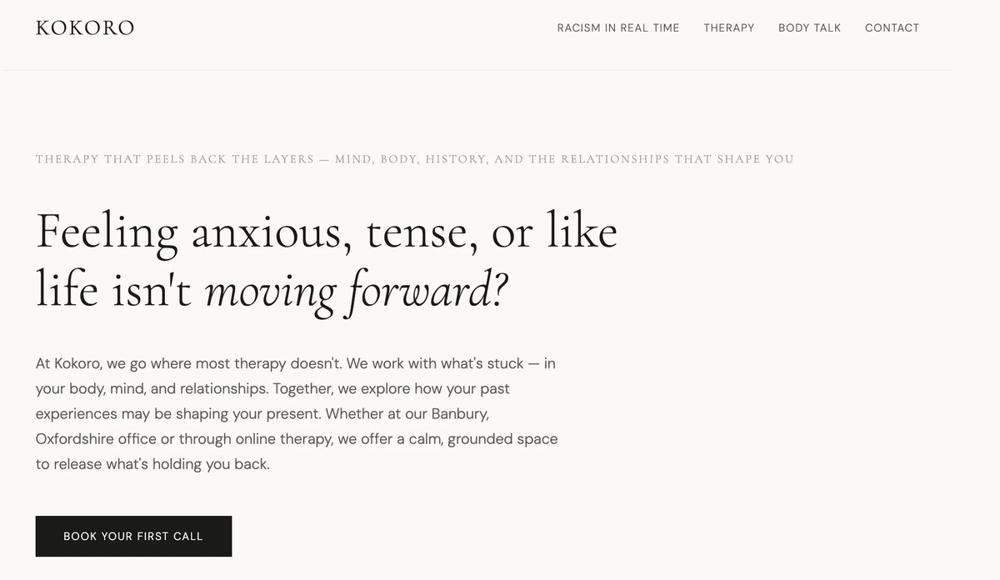 KOKORO
RACISM IN REAL TIME THERAPY BODY TALK CONTACT
THERAPY THAT PEELS BACK THE LAYERS — MIND, BODY, HISTORY, AND THE RELATIONSHIPS THAT SHAPE YOU
Feeling anxious, tense, or like
life isn't moving forward?
At Kokoro, we go where most therapy doesn't. We work with what's stuck — in
your body, mind, and relationships. Together, we explore how your past
experiences may be shaping your present. Whether at our Banbury,
Oxfordshire office or through online therapy, we offer a calm, grounded space
to release what's holding you back.
BOOK YOUR FIRST CALL